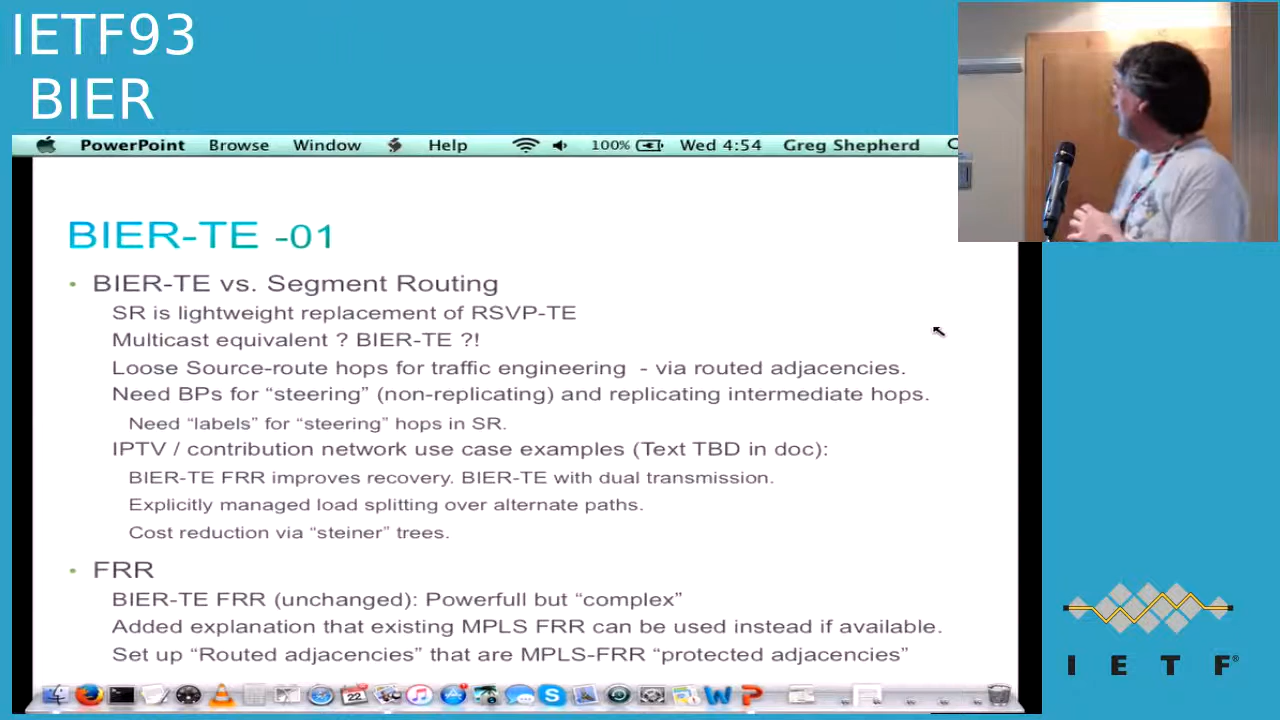 IETF93
BIER
PowerPoint Browse Window Help 100% Wed 4:54 Greg Shepherd
BIER-TE -01
• BIER-TE vs. Segment Routing
SR is lightweight replacement of RSVP-TE
Multicast equivalent ? BIER-TE ?!
Loose Source-route hops for traffic engineering - via routed adjacencies.
Need BPs for “steering” (non-replicating) and replicating intermediate hops.
Need “labels” for “steering” hops in SR.
IPTV / contribution network use case examples (Text TBD in doc):
BIER-TE FRR improves recovery. BIER-TE with dual transmission.
Explicitly managed load splitting over alternate paths.
Cost reduction via “steiner” trees.
• FRR
BIER-TE FRR (unchanged): Powerfull but “complex”
Added explanation that existing MPLS FRR can be used instead if available.
Set up “Routed adjacencies” that are MPLS-FRR “protected adjacencies”
22
I E T F®